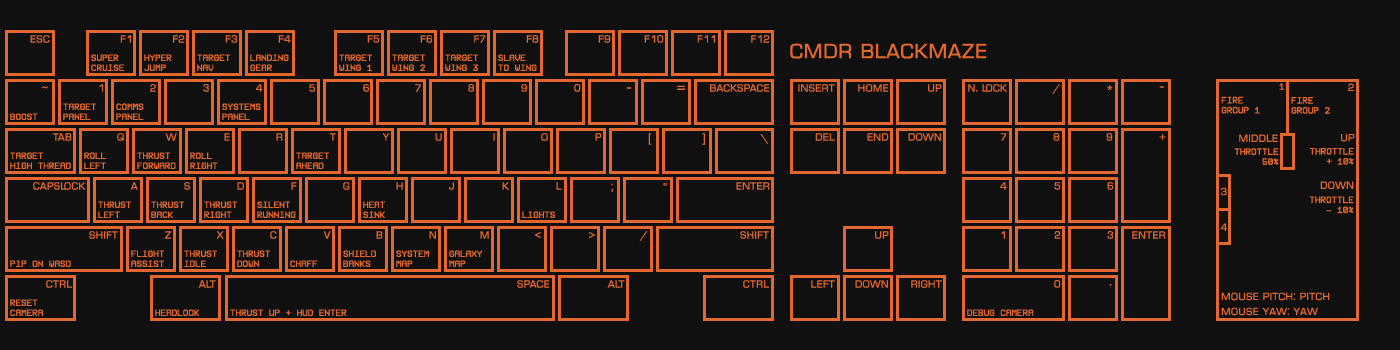 ESC F1 F2 F3 F4 F5 F6 F7 F8 F9 F10 F11 F12
CMDR BLACKMAZE
SUPER HYPER TARGET LANDING TARGET TARGET TARGET SLAVE
CRUISE JUMP NAV GEAR WING 1 WING 2 WING 3 TO WING
~ 1 2 3 4 5 6 7 8 9 0 - = BACKSPACE INSERT HOME UP N. LOCK / * - 1 2
TARGET COMMS SYSTEMS FIRE FIRE
BOOST PANEL PANEL PANEL GROUP 1 GROUP 2
TAB Q W E R T Y U I O P [ ] \ DEL END DOWN 7 8 9 + MIDDLE UP
TARGET ROLL THRUST ROLL TARGET THROTTLE THROTTLE
HIGH THREAD LEFT FORWARD RIGHT AHEAD 50% + 10%
CAPSLOCK A S D F G H J K L ; " ENTER 4 5 6 3 DOWN
THRUST THRUST THRUST SILENT HEAT THROTTLE
LEFT BACK RIGHT RUNNING SINK LIGHTS - 10%
SHIFT Z X C V B N M < > / SHIFT UP 1 2 3 ENTER 4
FLIGHT THRUST THRUST SHIELD SYSTEM GALAXY
PIP ON WASD ASSIST IDLE DOWN CHAFF BANKS MAP MAP
CTRL ALT SPACE ALT CTRL LEFT DOWN RIGHT 0 .
RESET MOUSE PITCH: PITCH
CAMERA HEADLOOK THRUST UP + HUD ENTER DEBUG CAMERA MOUSE YAW: YAW